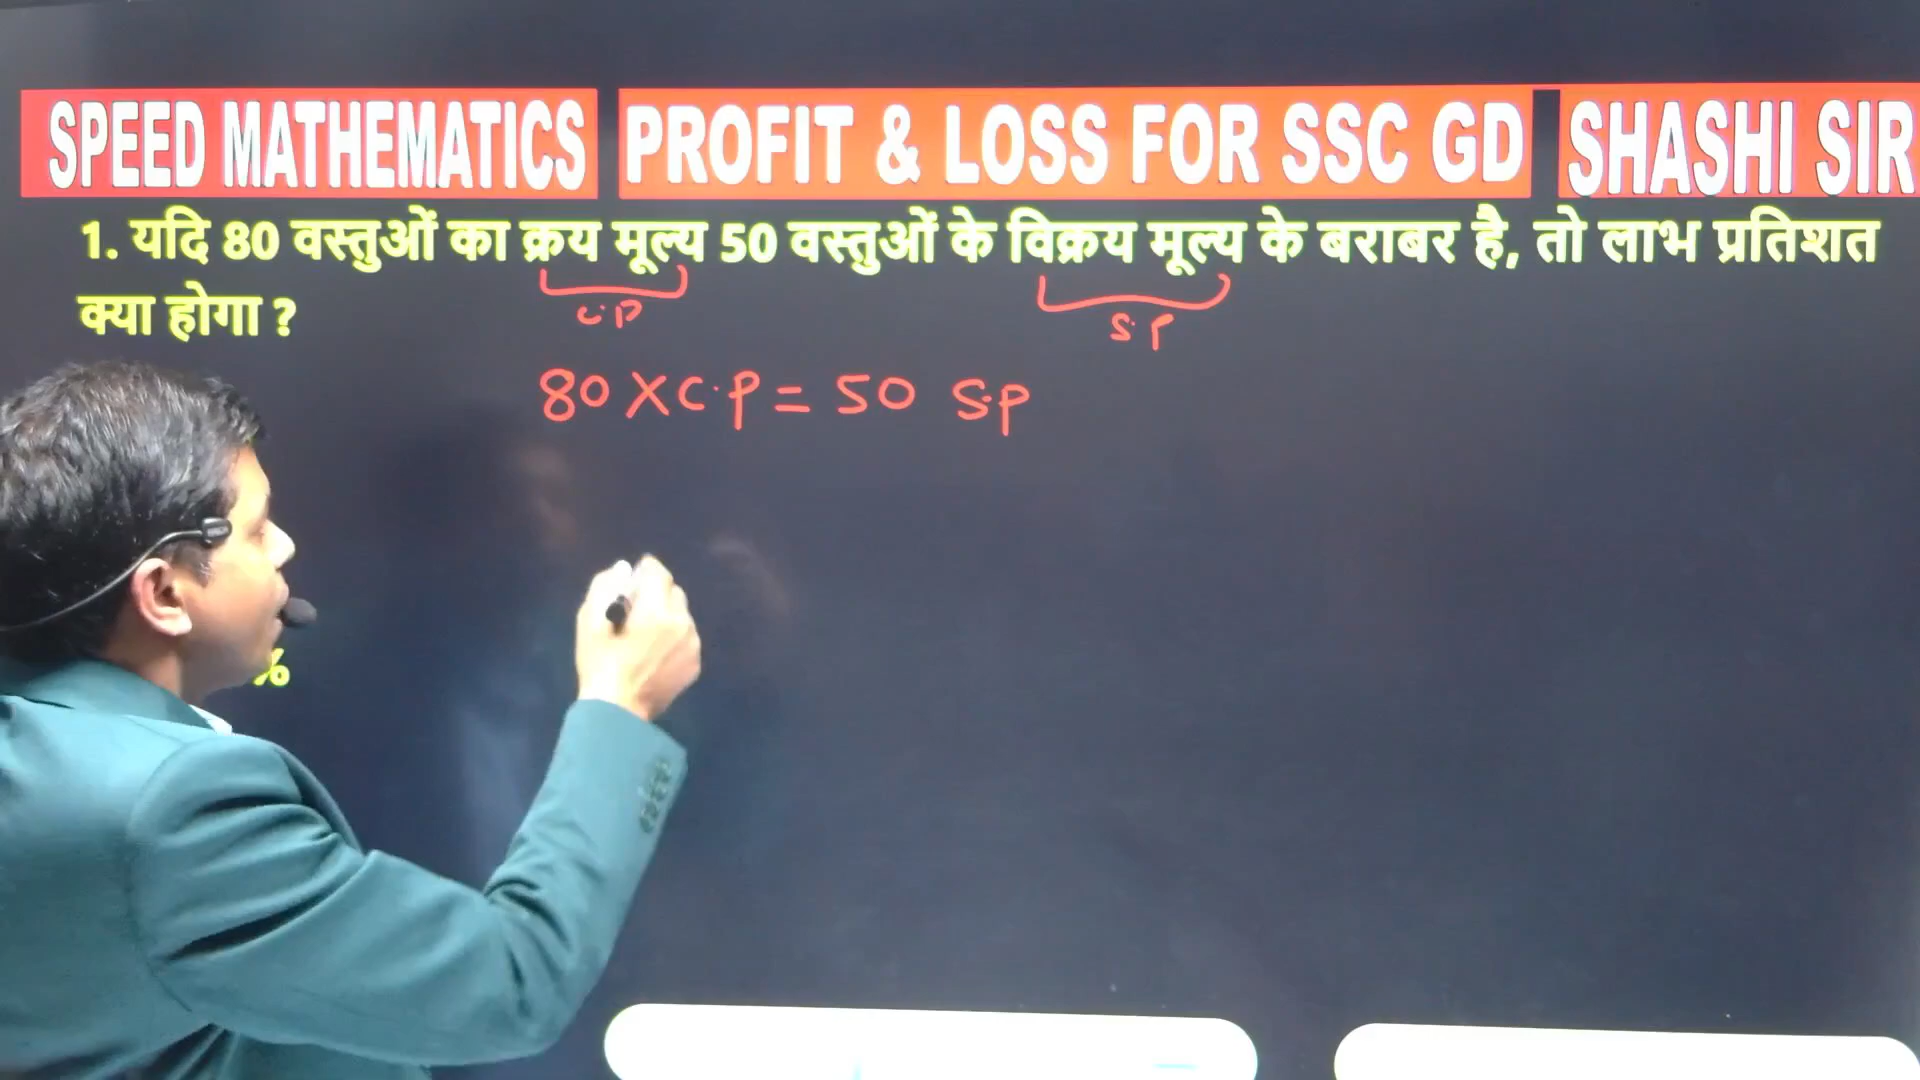 SPEED MATHEMATICS PROFIT & LOSS FOR SSC GD SHASHI SIR
1. यदि 80 वस्तुओं का क्रय मूल्य 50 वस्तुओं के विक्रय मूल्य के बराबर है, तो लाभ प्रतिशत
क्या होगा ?
C.P S.P
80 X C.P = 50 S.P
%